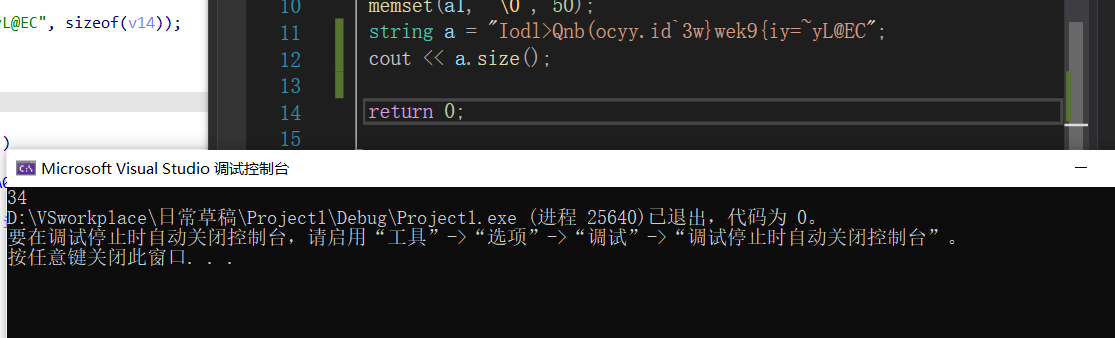 yL@EC", sizeof(v14));
)
10 memset(a1, '\0', 50);
11 string a = "Iodl>Qnb(ocyy.id`3w}wek9{iy=~yL@EC";
12 cout << a.size();
13
14 return 0;
15
Microsoft Visual Studio 调试控制台
34
D:\VSworkplace\日常草稿\Project1\Debug\Project1.exe (进程 25640)已退出，代码为 0。
要在调试停止时自动关闭控制台，请启用“工具”->“选项”->“调试”->“调试停止时自动关闭控制台”。
按任意键关闭此窗口. . .